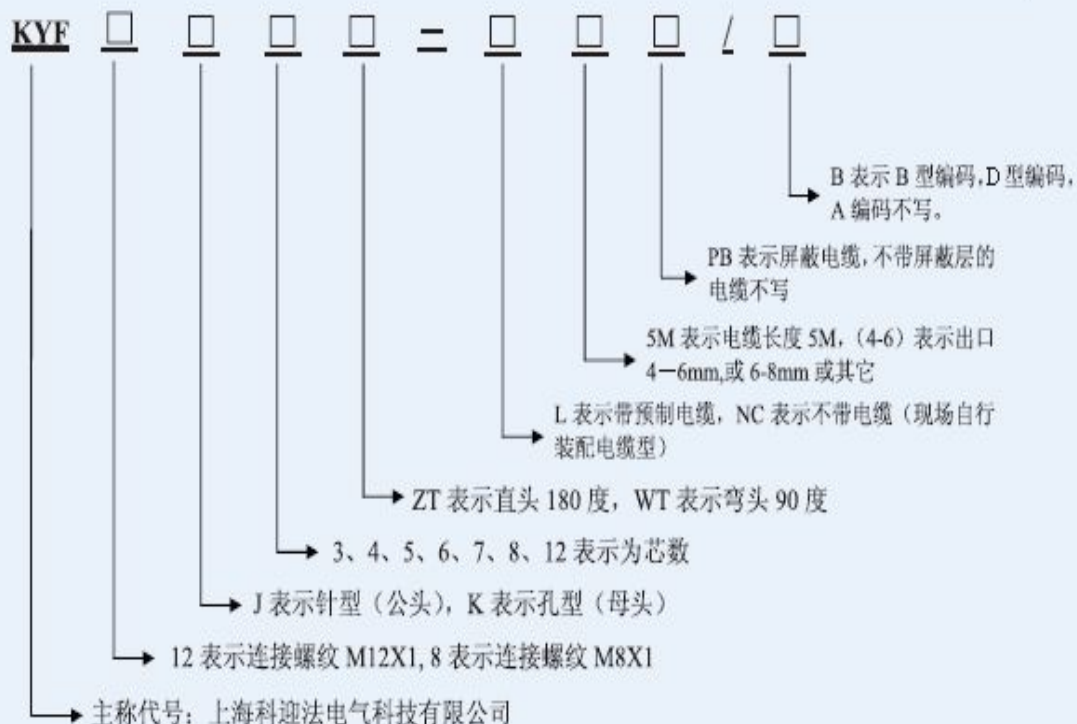 KYF □ □ □ □ – □ □ □ / □
B 表示 B 型编码,D 型编码,
A 编码不写。
PB 表示屏蔽电缆, 不带屏蔽层的
电缆不写
5M 表示电缆长度 5M,（4-6）表示出口
4—6mm,或 6-8mm 或其它
L 表示带预制电缆, NC 表示不带电缆（现场自行
装配电缆型）
ZT 表示直头 180 度, WT 表示弯头 90 度
3、4、5、6、7、8、12 表示为芯数
J 表示针型（公头）, K 表示孔型（母头）
12 表示连接螺纹 M12X1, 8 表示连接螺纹 M8X1
主称代号：上海科迎法电气科技有限公司